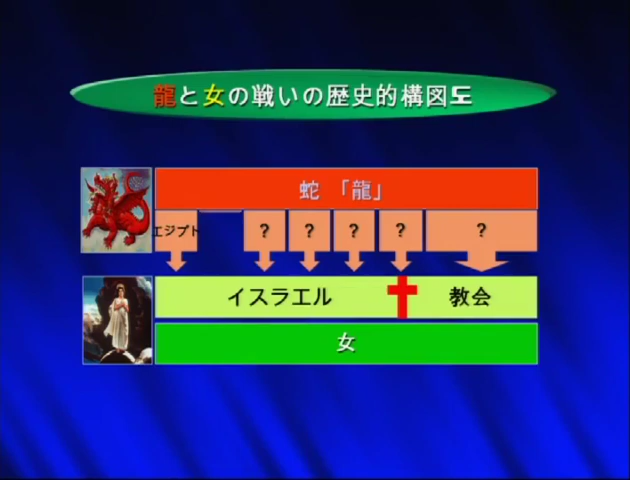 龍と女の戦いの歴史的構図도
蛇 「龍」
エジプト ? ? ? ? ?
イスラエル 教会
女